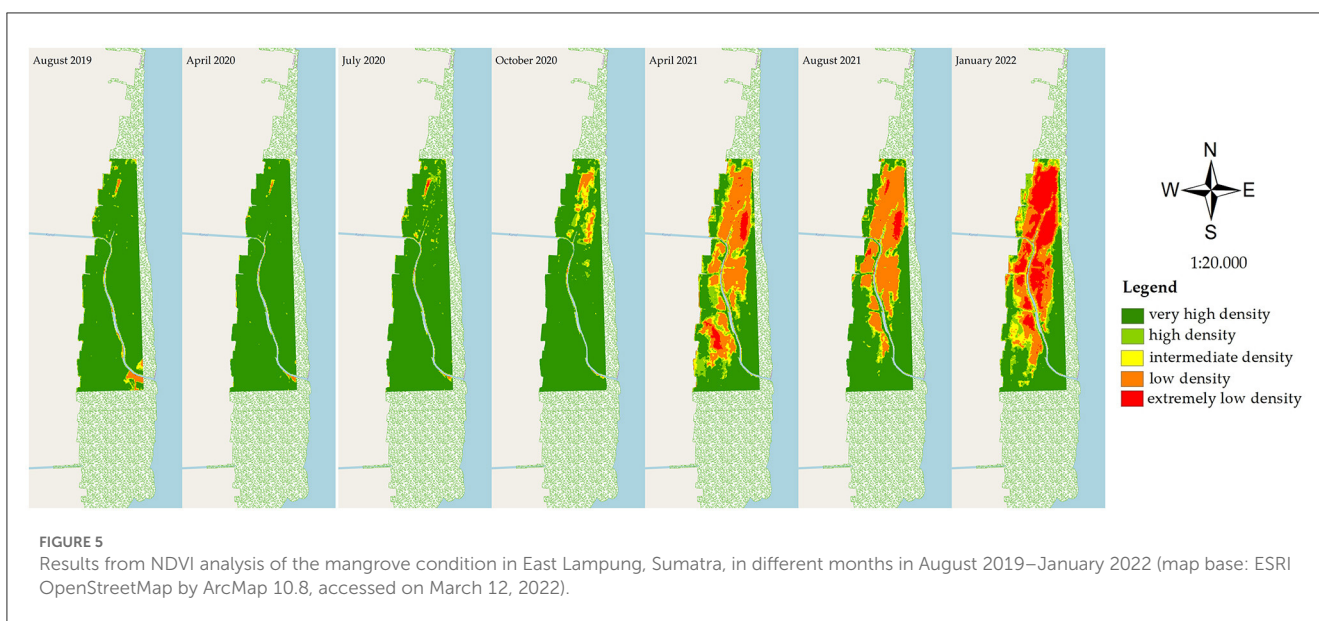 August 2019
April 2020
July 2020
October 2020
April 2021
August 2021
January 2022
N
W
E
S
1:20.000
Legend
very high density
high density
intermediate density
low density
extremely low density
FIGURE 5
Results from NDVI analysis of the mangrove condition in East Lampung, Sumatra, in different months in August 2019–January 2022 (map base: ESRI
OpenStreetMap by ArcMap 10.8, accessed on March 12, 2022).